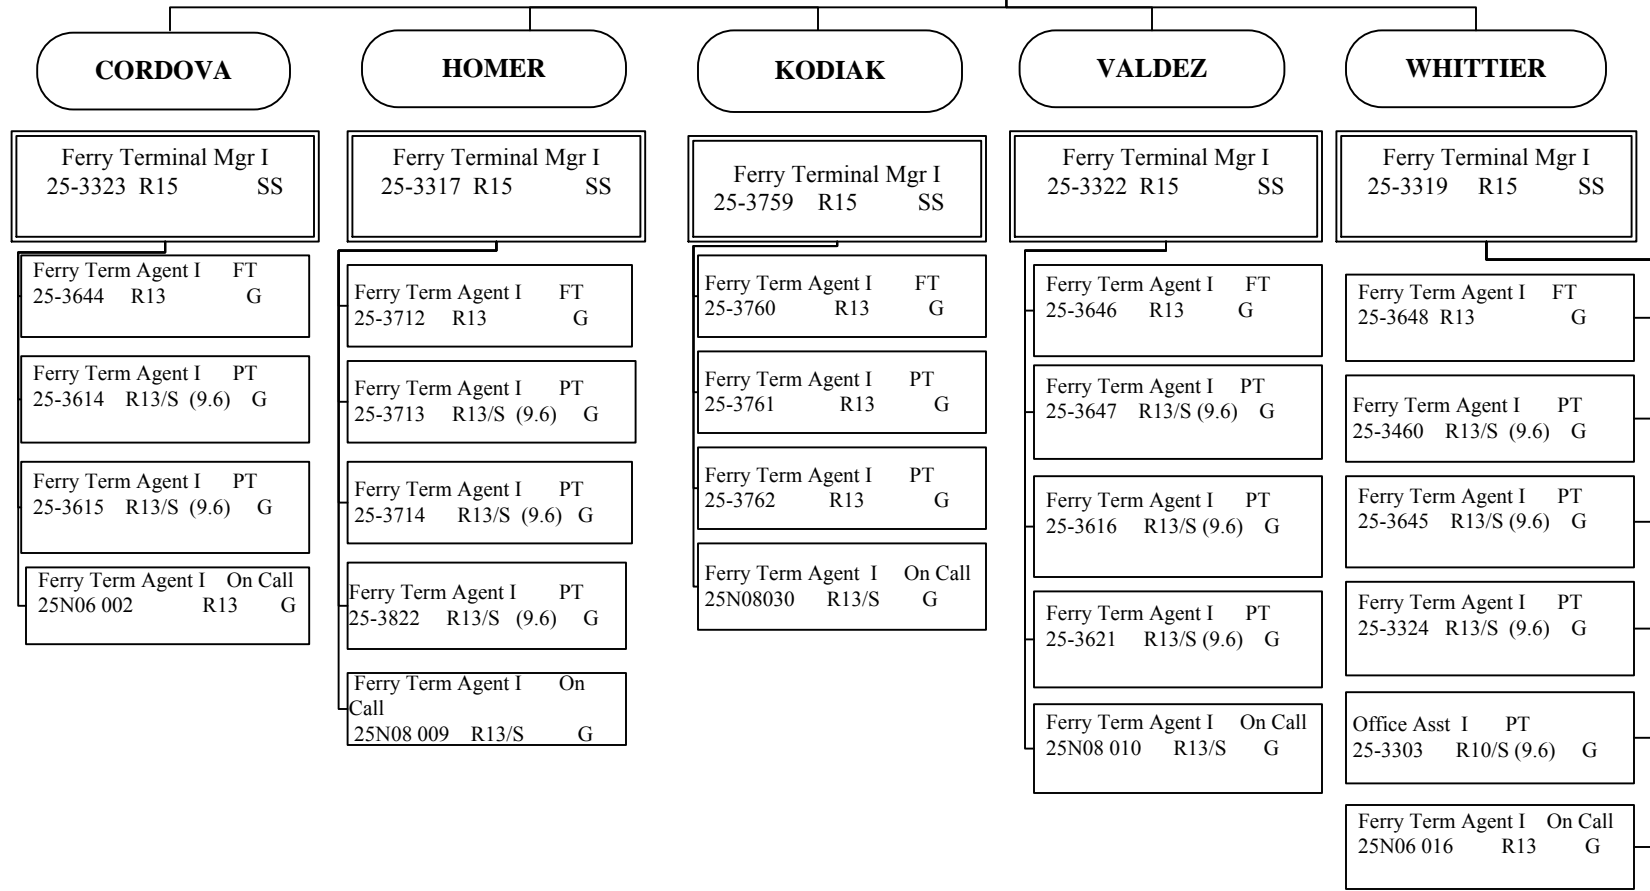 CORDOVA
Ferry Terminal Mgr I
25-3323 R15 SS
Ferry Term Agent I FT
25-3644 R13 G
Ferry Term Agent I PT
25-3614 R13/S (9.6) G
Ferry Term Agent I PT
25-3615 R13/S (9.6) G
Ferry Term Agent I On Call
25N06 002 R13 G
HOMER
Ferry Terminal Mgr I
25-3317 R15 SS
Ferry Term Agent I FT
25-3712 R13 G
Ferry Term Agent I PT
25-3713 R13/S (9.6) G
Ferry Term Agent I PT
25-3714 R13/S (9.6) G
Ferry Term Agent I PT
25-3822 R13/S (9.6) G
Ferry Term Agent I On
Call
25N08 009 R13/S G
KODIAK
Ferry Terminal Mgr I
25-3759 R15 SS
Ferry Term Agent I FT
25-3760 R13 G
Ferry Term Agent I PT
25-3761 R13 G
Ferry Term Agent I PT
25-3762 R13 G
Ferry Term Agent I On Call
25N08030 R13/S G
VALDEZ
Ferry Terminal Mgr I
25-3322 R15 SS
Ferry Term Agent I FT
25-3646 R13 G
Ferry Term Agent I PT
25-3647 R13/S (9.6) G
Ferry Term Agent I PT
25-3616 R13/S (9.6) G
Ferry Term Agent I PT
25-3621 R13/S (9.6) G
Ferry Term Agent I On Call
25N08 010 R13/S G
WHITTIER
Ferry Terminal Mgr I
25-3319 R15 SS
Ferry Term Agent I FT
25-3648 R13 G
Ferry Term Agent I PT
25-3460 R13/S (9.6) G
Ferry Term Agent I PT
25-3645 R13/S (9.6) G
Ferry Term Agent I PT
25-3324 R13/S (9.6) G
Office Asst I PT
25-3303 R10/S (9.6) G
Ferry Term Agent I On Call
25N06 016 R13 G